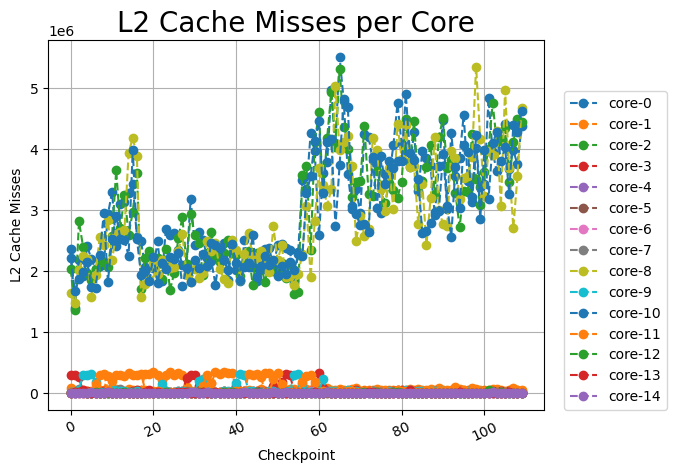 L2 Cache Misses per Core
1e6
5
4
3
2
1
0
L2 Cache Misses
0
20
40
60
80
100
Checkpoint
core-0
core-1
core-2
core-3
core-4
core-5
core-6
core-7
core-8
core-9
core-10
core-11
core-12
core-13
core-14